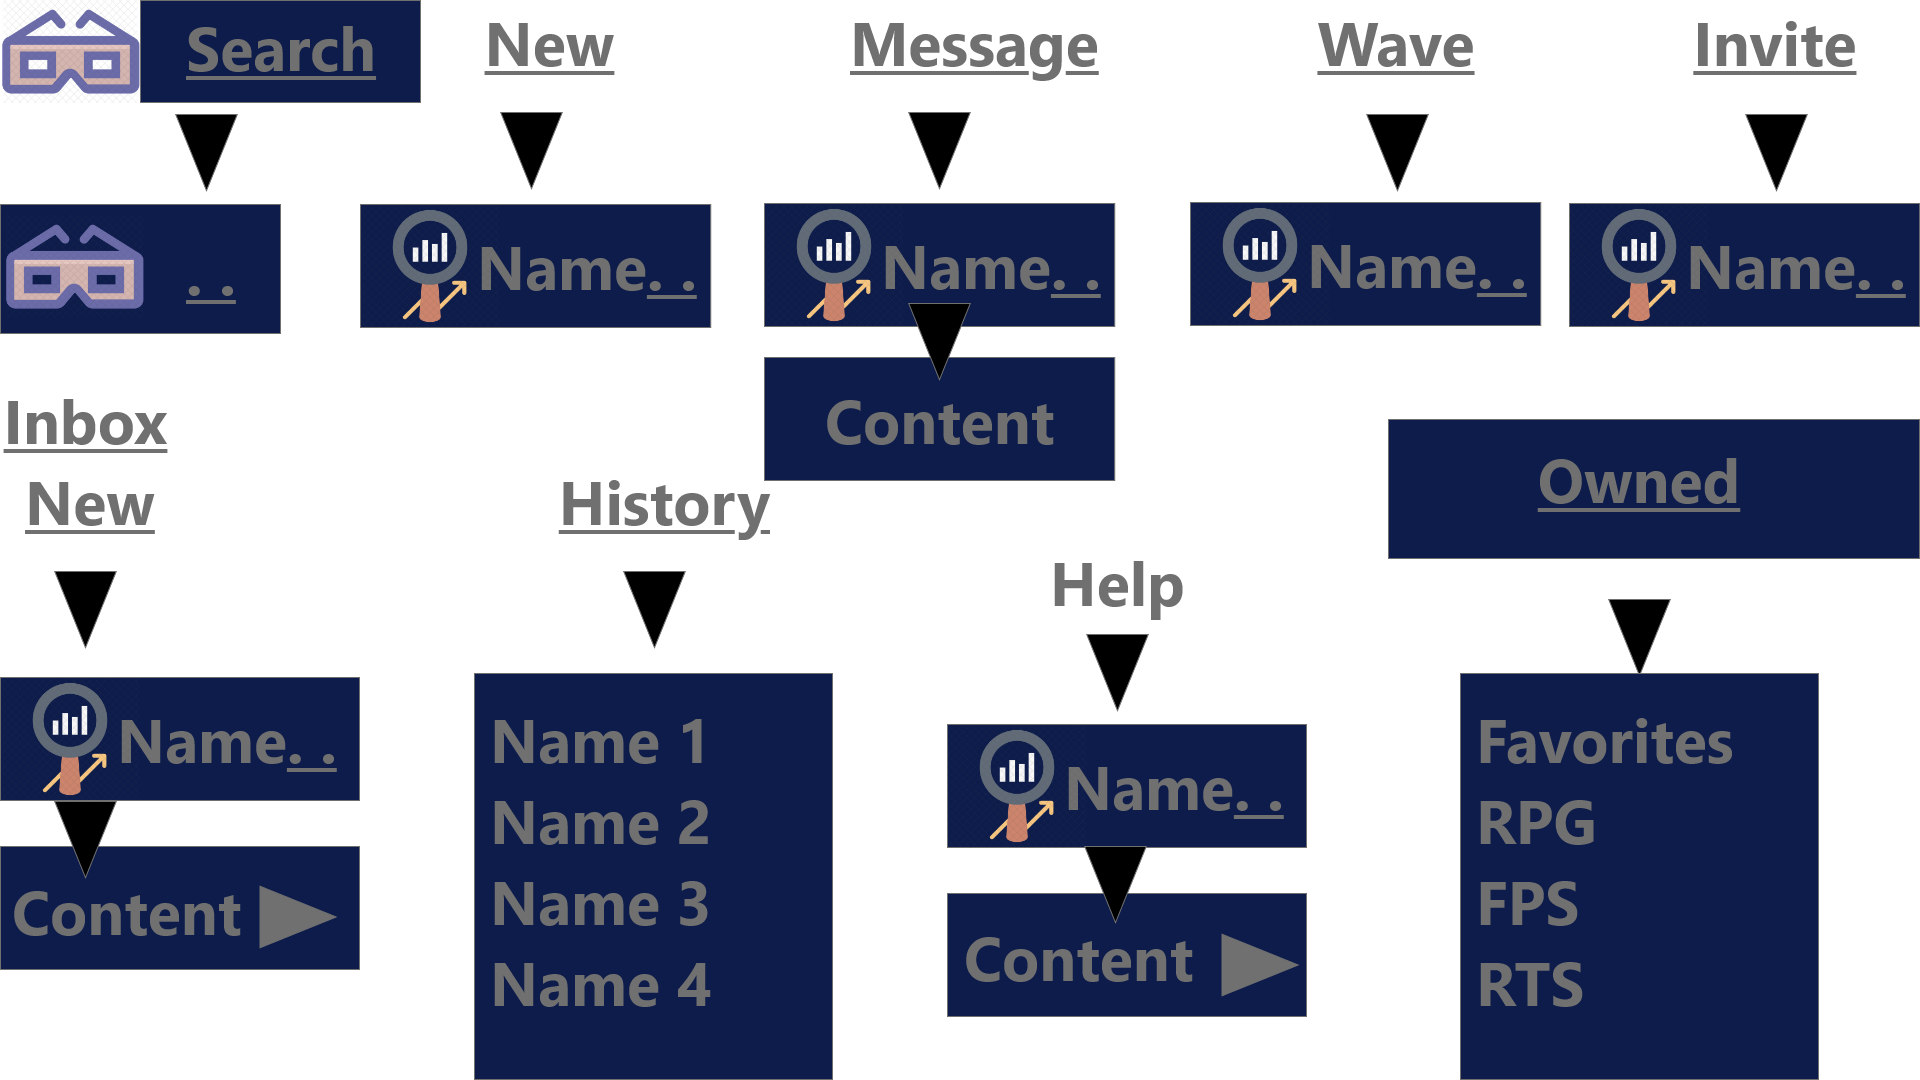 Search
New
Message
Wave
Invite
. .
Name. .
Name. .
Name. .
Name. .
Content
Inbox
New
History
Help
Owned
Name. .
Content
Name 1
Name 2
Name 3
Name 4
Name. .
Content
Favorites
RPG
FPS
RTS